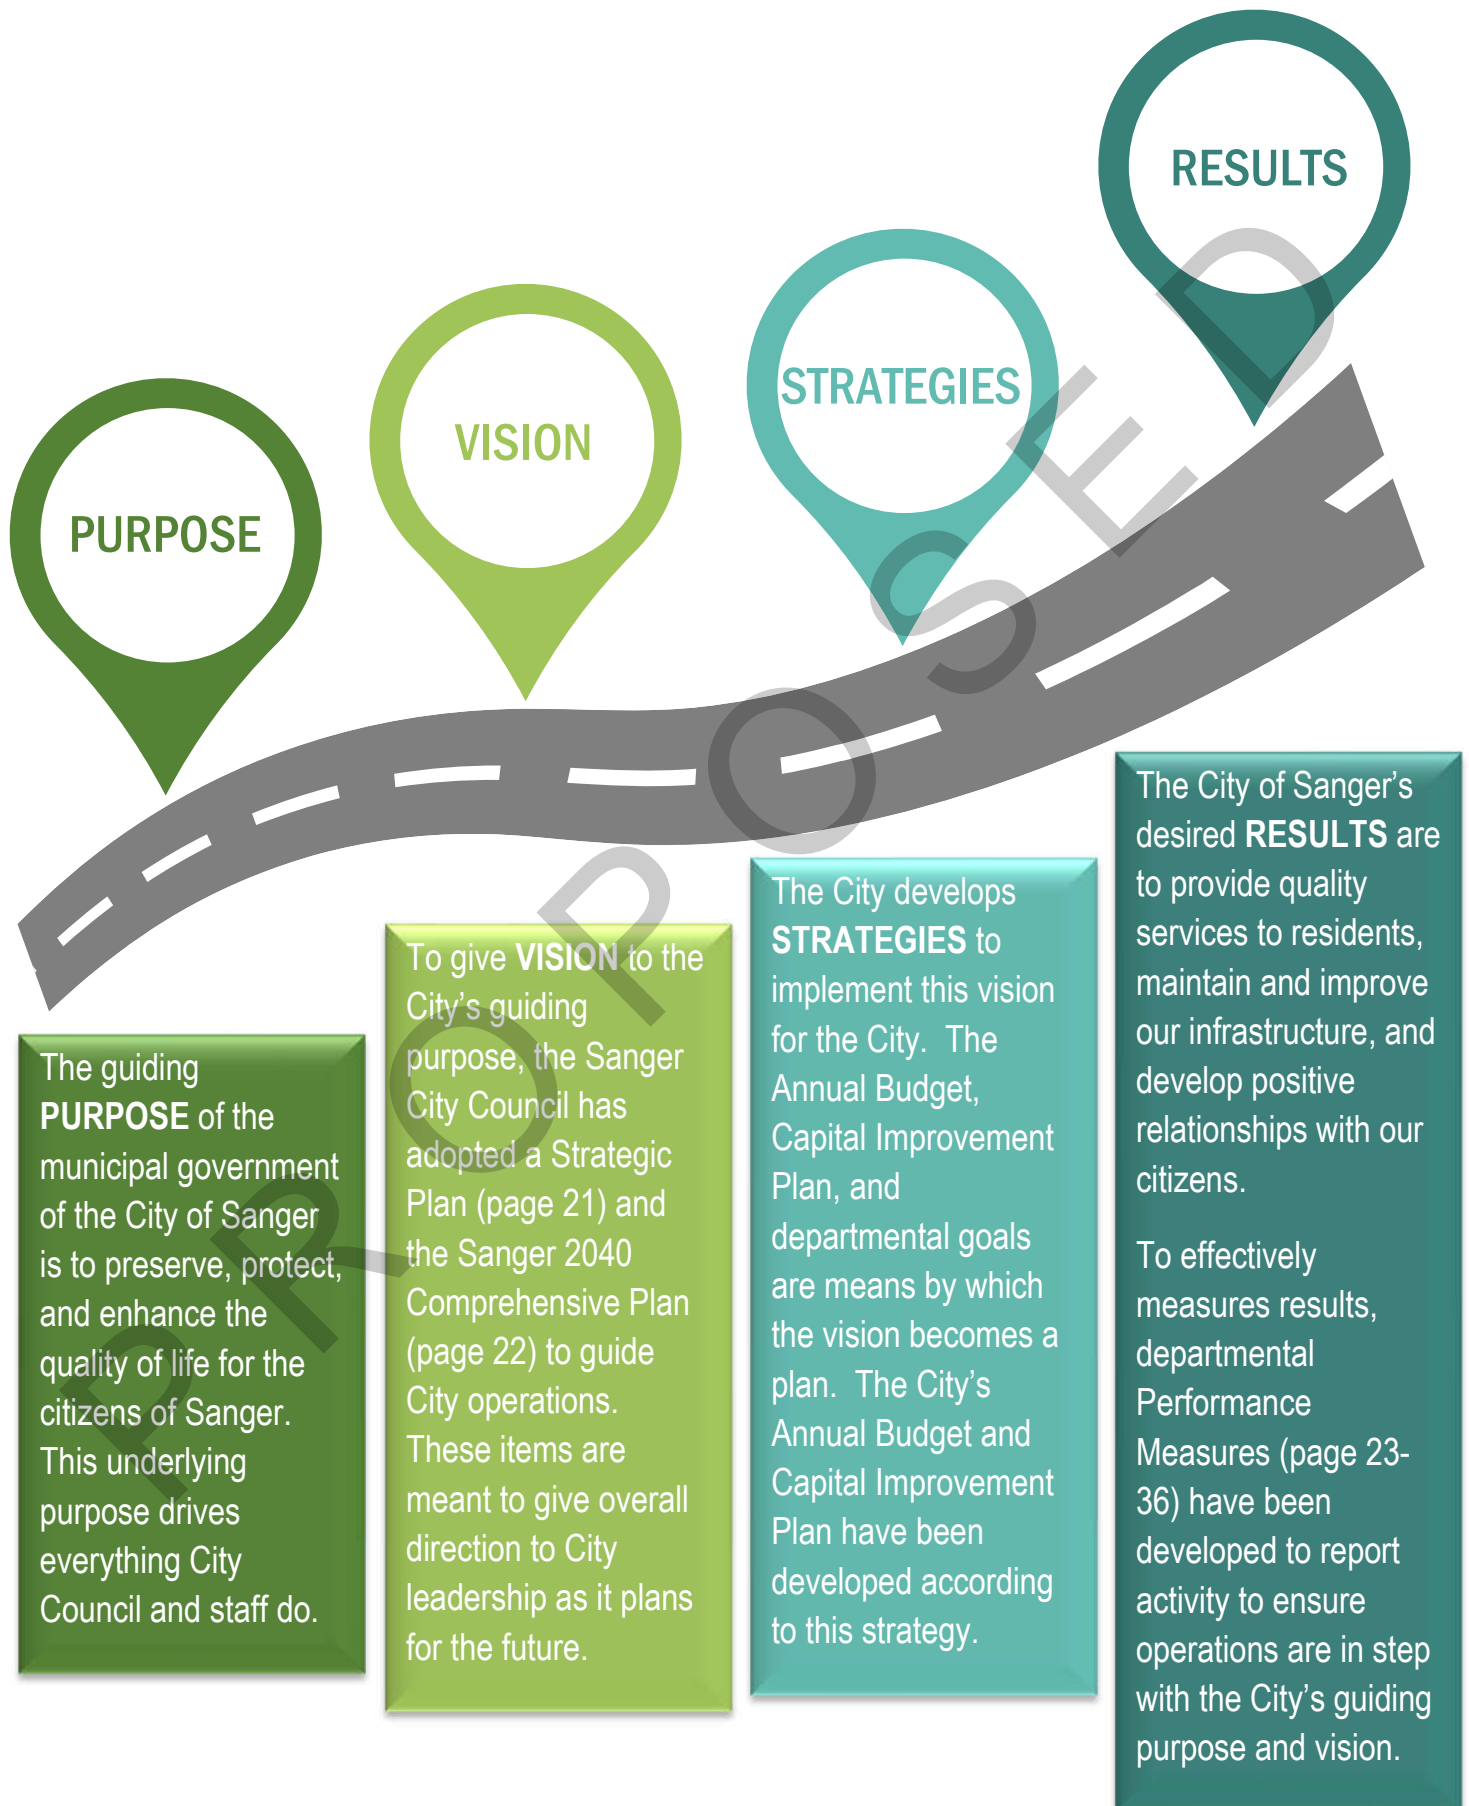 RESULTS
STRATEGIES
VISION
PURPOSE
PROPOSED
The guiding
PURPOSE of the
municipal government
of the City of Sanger
is to preserve, protect,
and enhance the
quality of life for the
citizens of Sanger.
This underlying
purpose drives
everything City
Council and staff do.
To give VISION to the
City’s guiding
purpose, the Sanger
City Council has
adopted a Strategic
Plan (page 21) and
the Sanger 2040
Comprehensive Plan
(page 22) to guide
City operations.
These items are
meant to give overall
direction to City
leadership as it plans
for the future.
The City develops
STRATEGIES to
implement this vision
for the City.  The
Annual Budget,
Capital Improvement
Plan, and
departmental goals
are means by which
the vision becomes a
plan.  The City’s
Annual Budget and
Capital Improvement
Plan have been
developed according
to this strategy.
The City of Sanger’s
desired RESULTS are
to provide quality
services to residents,
maintain and improve
our infrastructure, and
develop positive
relationships with our
citizens.
To effectively
measures results,
departmental
Performance
Measures (page 23-
36) have been
developed to report
activity to ensure
operations are in step
with the City’s guiding
purpose and vision.